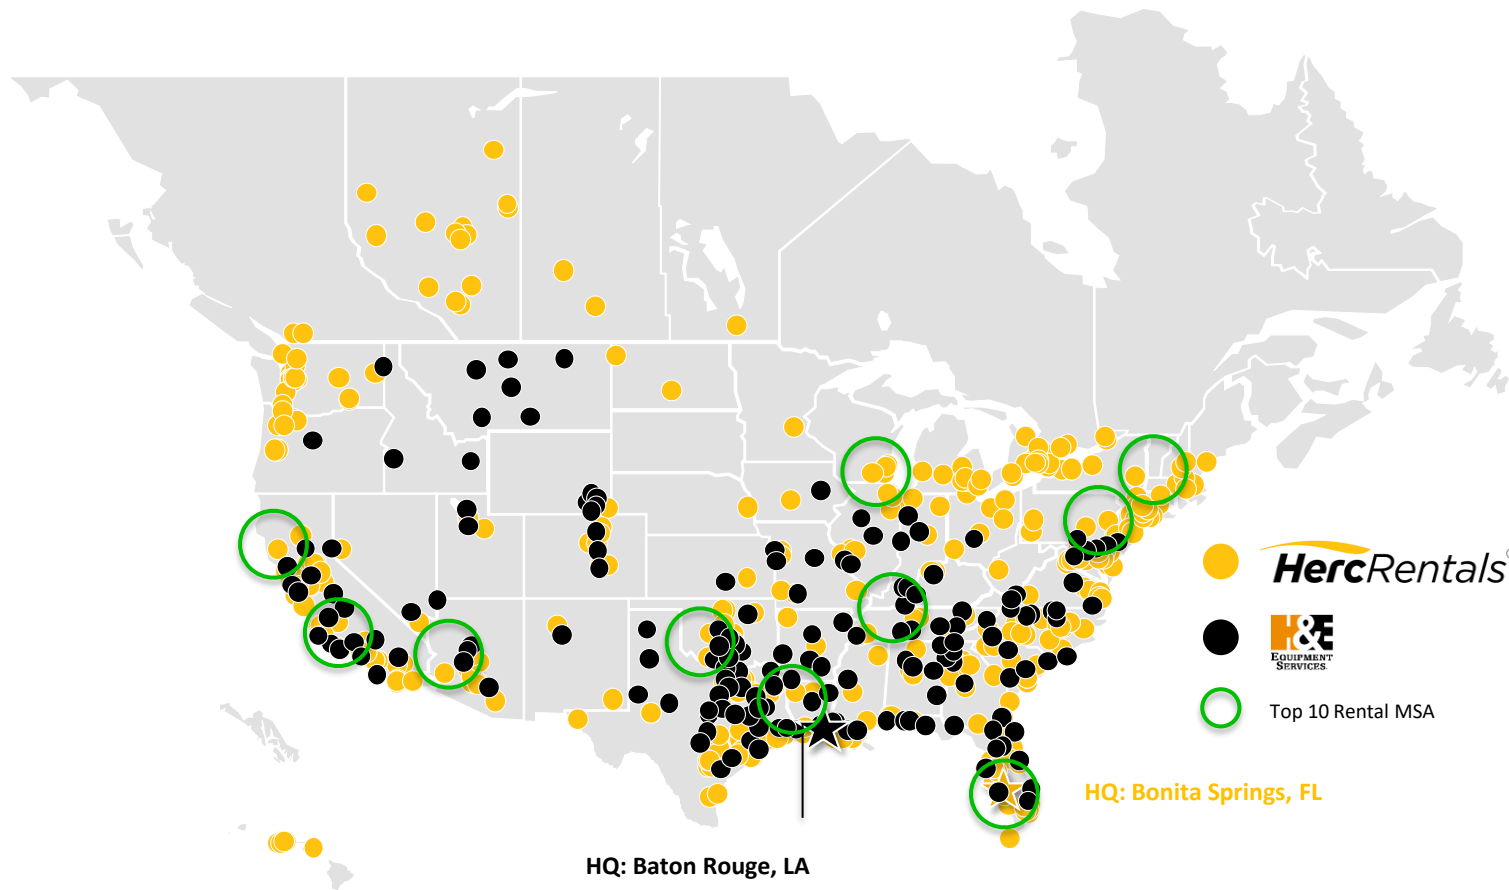 HercRentals®
H&E
EQUIPMENT
SERVICES.
Top 10 Rental MSA
HQ: Bonita Springs, FL
HQ: Baton Rouge, LA